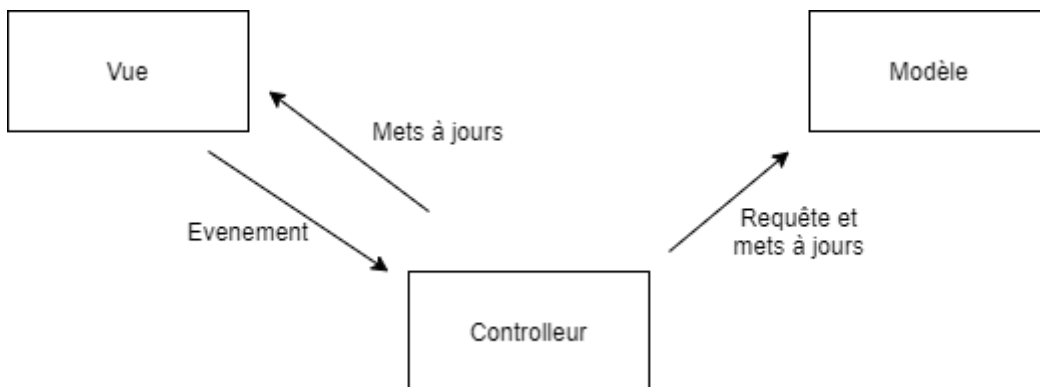 Vue
Modèle
Mets à jours
Evenement
Requête et
mets à jours
Controlleur